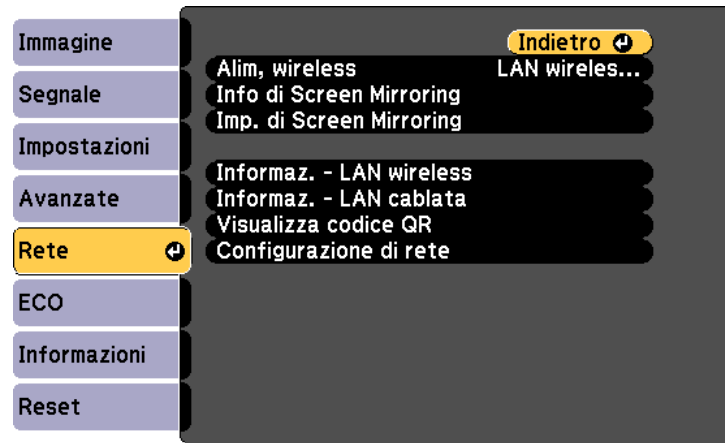 Immagine
Segnale
Impostazioni
Avanzate
Rete
ECO
Informazioni
Reset
Indietro
Alim, wireless LAN wireles...
Info di Screen Mirroring
Imp. di Screen Mirroring
Informaz. - LAN wireless
Informaz. - LAN cablata
Visualizza codice QR
Configurazione di rete